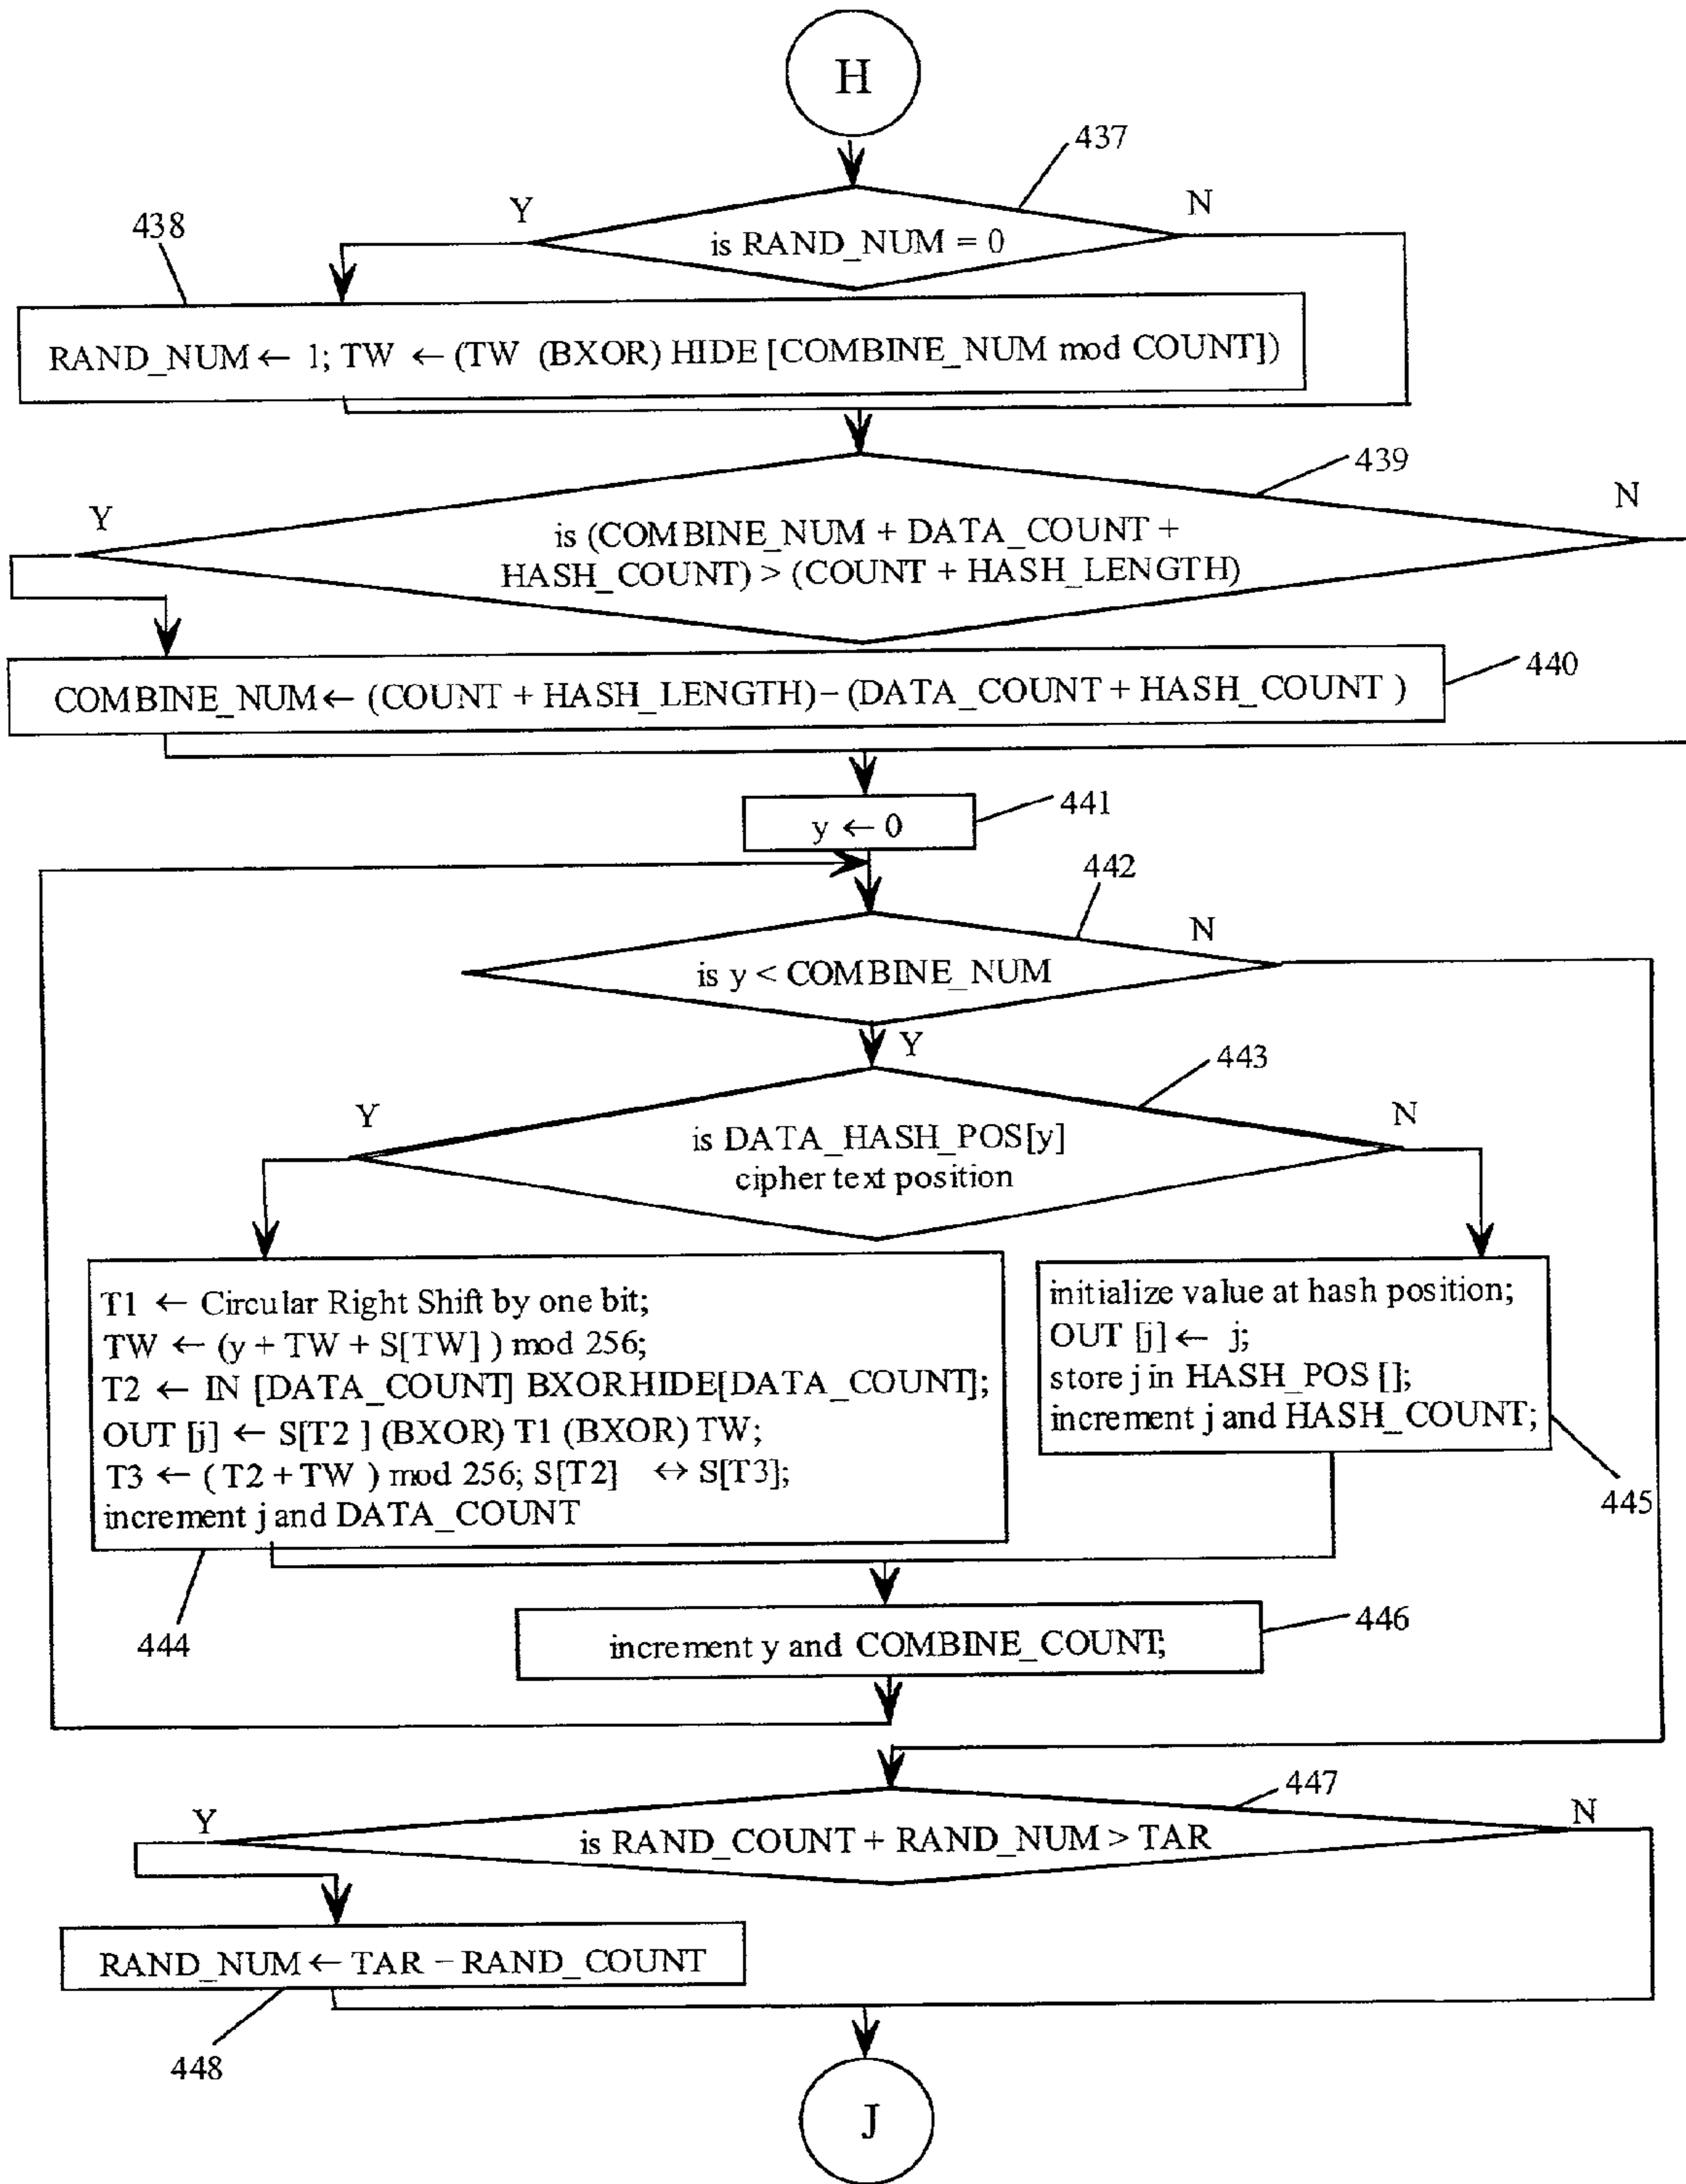 H
437
Y
N
438
is RAND_NUM = 0
RAND_NUM ← 1; TW ← (TW (BXOR) HIDE [COMBINE_NUM mod COUNT])
439
Y
N
is (COMBINE_NUM + DATA_COUNT +
HASH_COUNT) > (COUNT + HASH_LENGTH)
440
COMBINE_NUM ← (COUNT + HASH_LENGTH) – (DATA_COUNT + HASH_COUNT )
441
y ← 0
442
N
is y < COMBINE_NUM
Y
443
Y
N
is DATA_HASH_POS[y]
cipher text position
T1 ← Circular Right Shift by one bit;
TW ← (y + TW + S[TW] ) mod 256;
T2 ← IN [DATA_COUNT] BXORHIDE[DATA_COUNT];
OUT [j] ← S[T2 ] (BXOR) T1 (BXOR) TW;
T3 ← ( T2 + TW ) mod 256; S[T2] ↔ S[T3];
increment j and DATA_COUNT
initialize value at hash position;
OUT [j] ← j;
store j in HASH_POS [];
increment j and HASH_COUNT;
445
444
446
increment y and COMBINE_COUNT;
447
Y
N
is RAND_COUNT + RAND_NUM > TAR
RAND_NUM ← TAR – RAND_COUNT
448
J